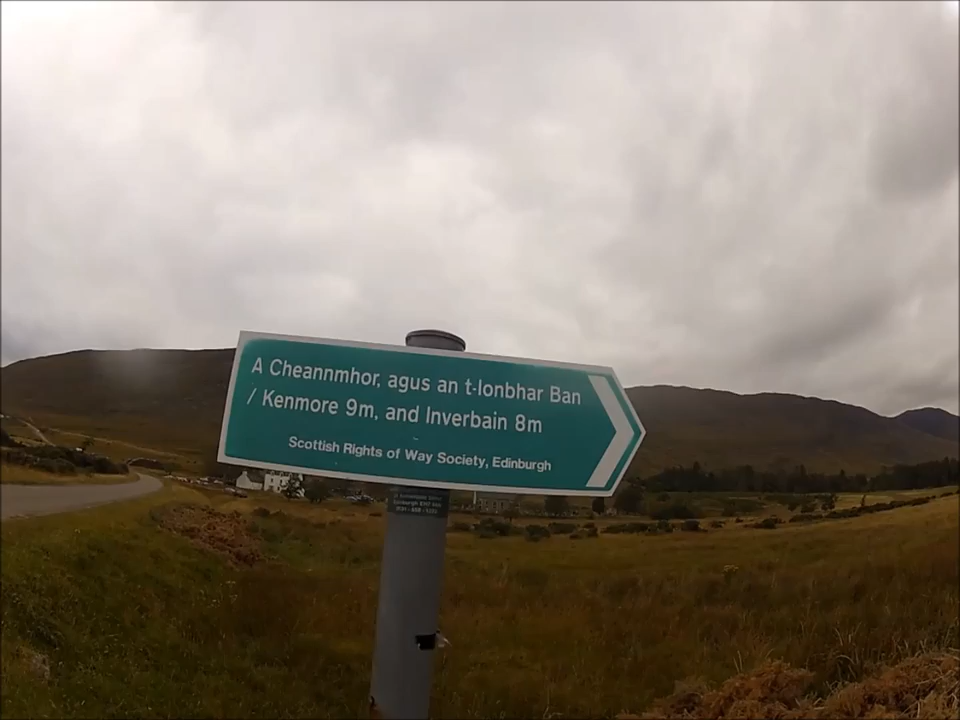 A Cheannmhor, agus an t-Ionbhar Ban
/ Kenmore 9m, and Inverbain 8m
Scottish Rights of Way Society, Edinburgh